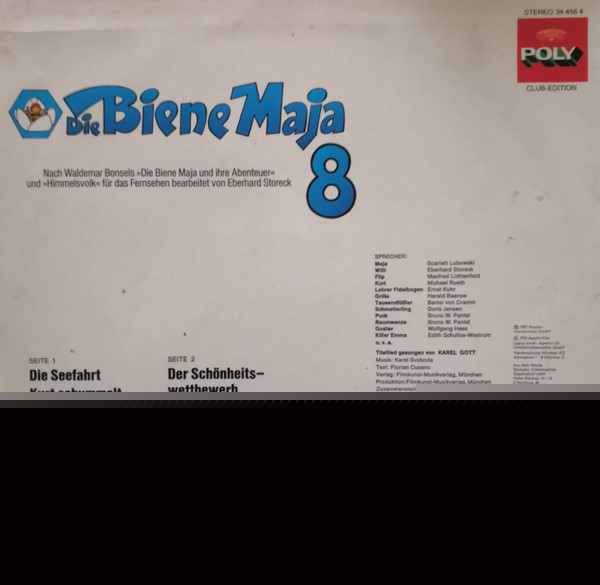 STEREO 34 456 4
POLY
CLUB-EDITION
Die Biene Maja
8
Nach Waldemar Bonsels »Die Biene Maja und ihre Abenteuer«
und »Himmelsvolk« für das Fernsehen bearbeitet von Eberhard Storeck
SPRECHER:
Maja Scarlett Lubowski
Willi Eberhard Storeck
Flip Manfred Lichtenfeld
Kurt Michael Rueth
Lehrer Fidelbogen Ernst Kuhr
Grille Harald Baerow
Tausendfüßler Berno von Cramm
Schmetterling Doris Jensen
Puck Bruno W. Pantel
Baumwanze Bruno W. Pantel
Gustav Wolfgang Hess
Killer Emma Edith Schultze-Westrum
u. v. a.
Titellied gesungen von KAREL GOTT
Musik: Karel Svoboda
Text: Florian Cusano
Verlag: Filmkunst-Musikverlag, München
Produktion: Filmkunst-Musikverlag, München
SEITE 1
Die Seefahrt
Kurt schummelt
SEITE 2
Der Schönheits-
wettbewerb